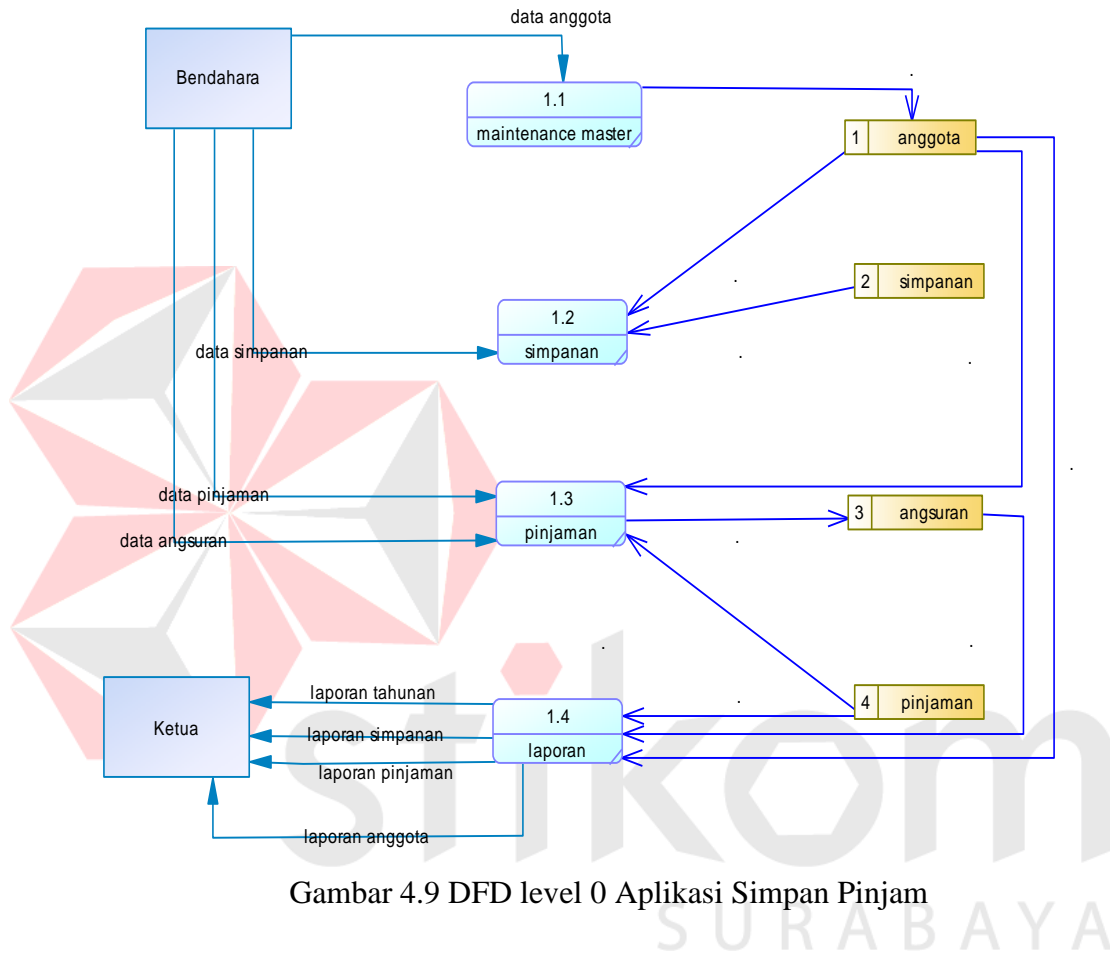 data anggota
Bendahara
1.1
maintenance master
1 anggota
2 simpanan
1.2
simpanan
data simpanan
data pinjaman
data angsuran
1.3
pinjaman
3 angsuran
4 pinjaman
Ketua
laporan tahunan
laporan simpanan
laporan pinjaman
laporan anggota
1.4
laporan
stikom
SURABAYA
Gambar 4.9 DFD level 0 Aplikasi Simpan Pinjam